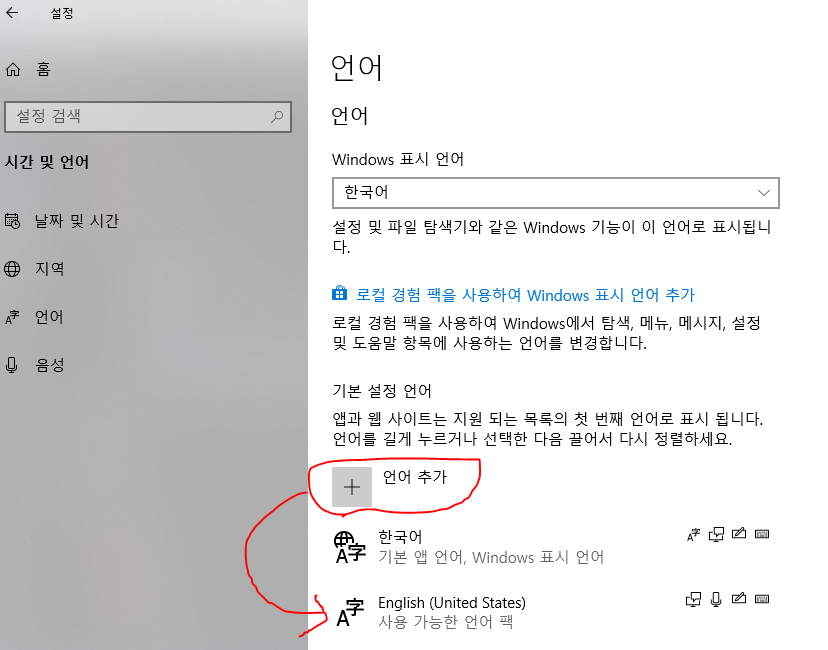 설정
홈
설정 검색
시간 및 언어
날짜 및 시간
지역
언어
음성
언어
언어
Windows 표시 언어
한국어
설정 및 파일 탐색기와 같은 Windows 기능이 이 언어로 표시됩니
다.
로컬 경험 팩을 사용하여 Windows 표시 언어 추가
로컬 경험 팩을 사용하여 Windows에서 탐색, 메뉴, 메시지, 설정
및 도움말 항목에 사용하는 언어를 변경합니다.
기본 설정 언어
앱과 웹 사이트는 지원 되는 목록의 첫 번째 언어로 표시 됩니다.
언어를 길게 누르거나 선택한 다음 끌어서 다시 정렬하세요.
언어 추가
한국어
기본 앱 언어, Windows 표시 언어
English (United States)
사용 가능한 언어 팩